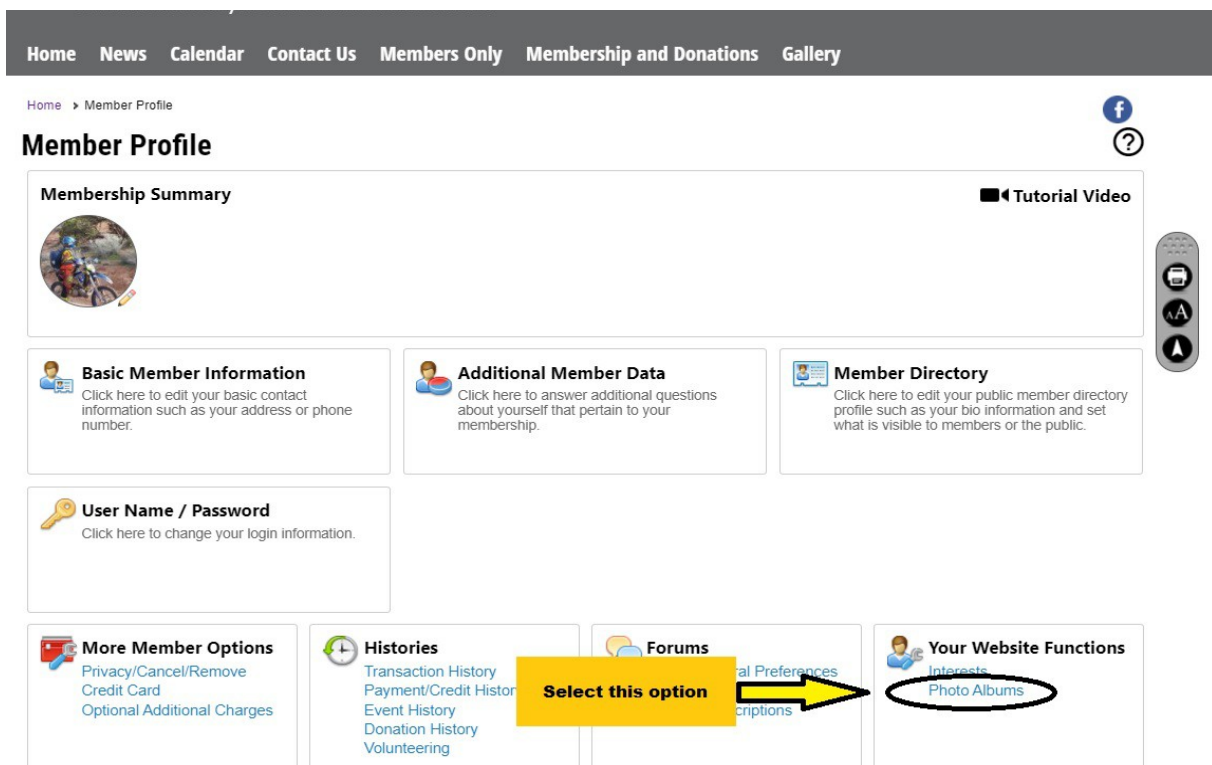 Home News Calendar Contact Us Members Only Membership and Donations Gallery
Home Member Profile
Member Profile
Membership Summary
Tutorial Video
Basic Member Information
Click here to edit your basic contact
information such as your address or phone
number.
Additional Member Data
Click here to answer additional questions
about yourself that pertain to your
membership.
Member Directory
Click here to edit your public member directory
profile such as your bio information and set
what is visible to members or the public.
User Name / Password
Click here to change your login information.
More Member Options
Privacy/Cancel/Remove
Credit Card
Optional Additional Charges
Histories
Transaction History
Payment/Credit Histor
Event History
Donation History
Volunteering
Forums
Preferences
Select this option
Your Website Functions
Interests
Photo Albums
AA